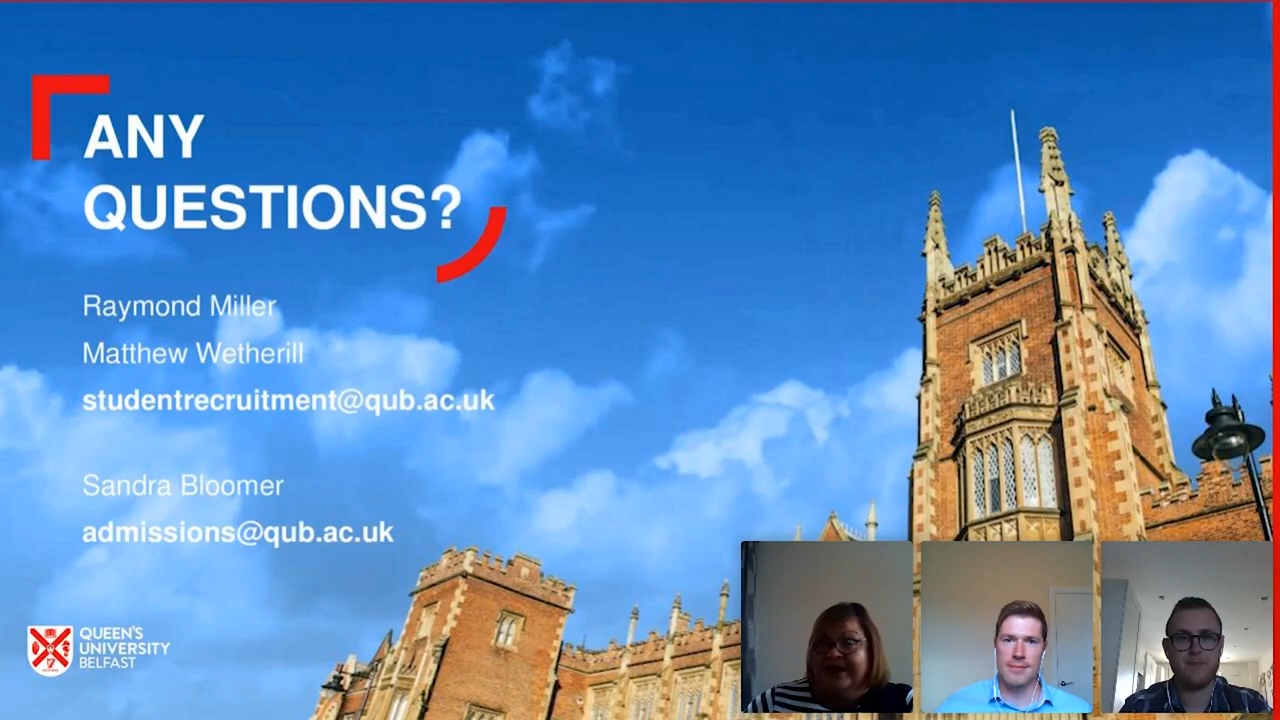 ANY
QUESTIONS?
Raymond Miller
Matthew Wetherill
studentrecruitment@qub.ac.uk
Sandra Bloomer
admissions@qub.ac.uk
QUEEN'S
UNIVERSITY
BELFAST